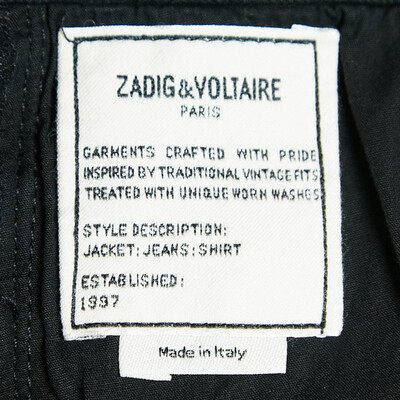 ZADIG&VOLTAIRE
PARIS
GARMENTS CRAFTED WITH PRIDE
INSPIRED BY TRADITIONAL VINTAGE FITS
TREATED WITH UNIQUE WORN WASHES
STYLE DESCRIPTION:
JACKET:JEANS:SHIRT
ESTABLISHED:
1997
Made in Italy